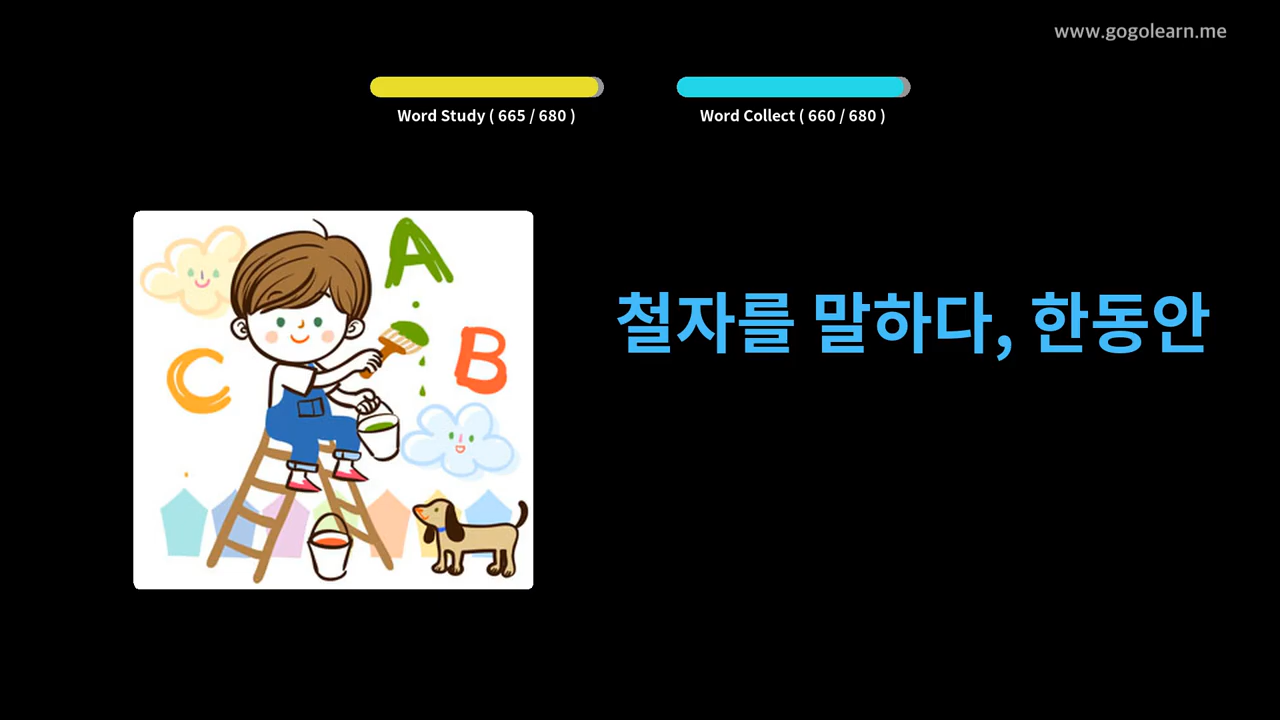 www.gogolearn.me
Word Study ( 665 / 680 )
Word Collect ( 660 / 680 )
A
B
C
철자를 말하다, 한동안